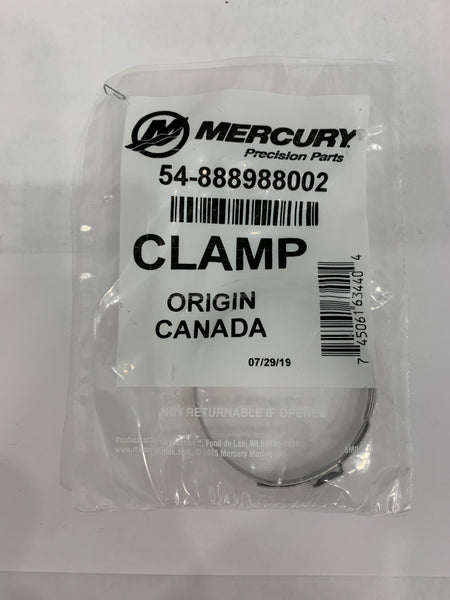 MERCURY
Precision Parts
54-888988002
CLAMP
ORIGIN
CANADA
7 45061 63440 4
07/29/19
NOT RETURNABLE IF OPENED
Fond du Lac, WI
© 2015 Mercury Marine